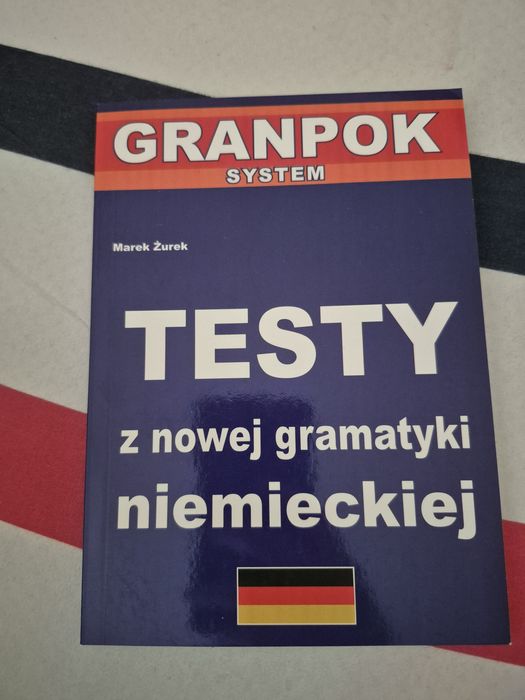 GRANPOK
SYSTEM
Marek Żurek
TESTY
z nowej gramatyki
niemieckiej